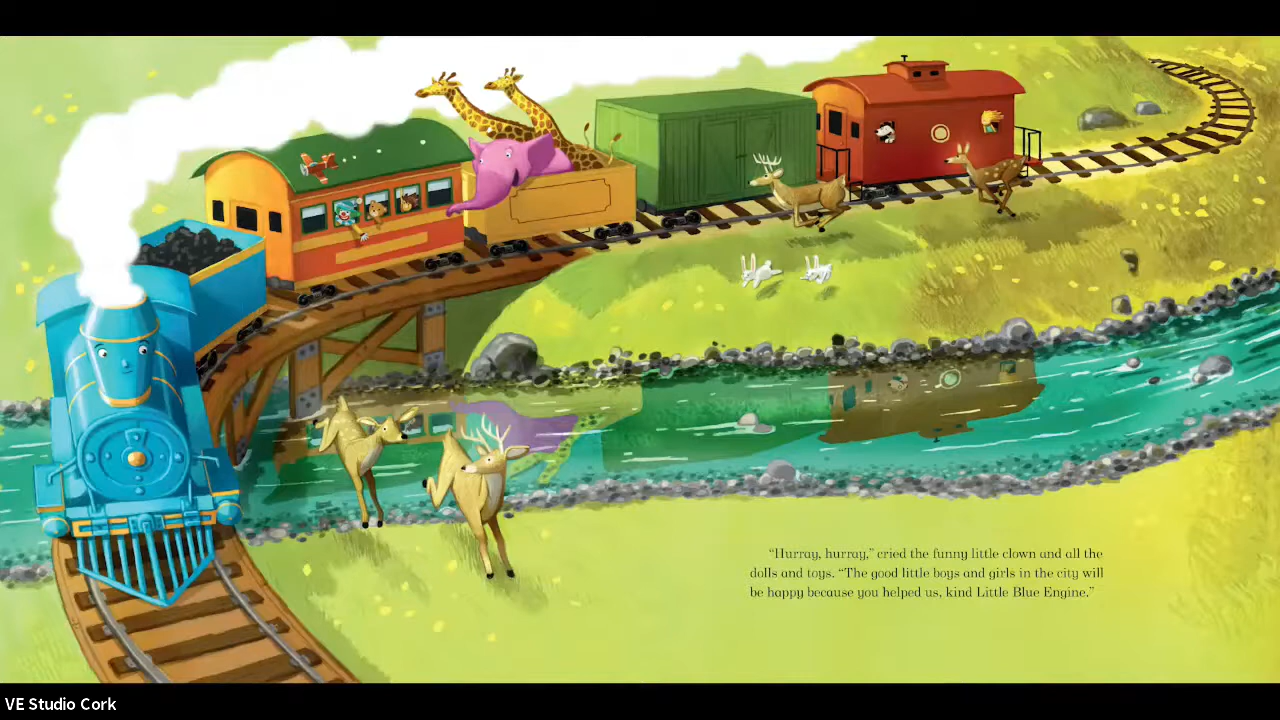 “Hurray, hurray,” cried the funny little clown and all the
dolls and toys. “The good little boys and girls in the city will
be happy because you helped us, kind Little Blue Engine.”
VE Studio Cork